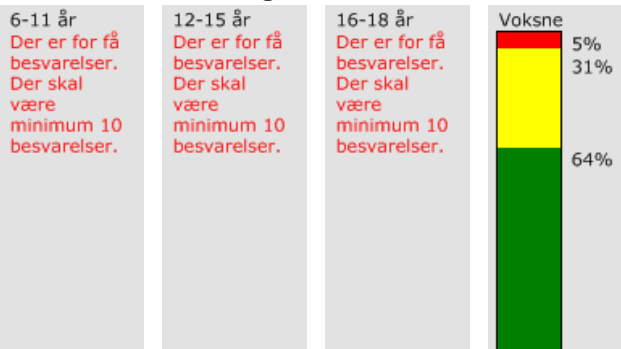 6-11 år
Der er for få
besvarelser.
Der skal
være
minimum 10
besvarelser.
12-15 år
Der er for få
besvarelser.
Der skal
være
minimum 10
besvarelser.
16-18 år
Der er for få
besvarelser.
Der skal
være
minimum 10
besvarelser.
Voksne
5%
31%
64%